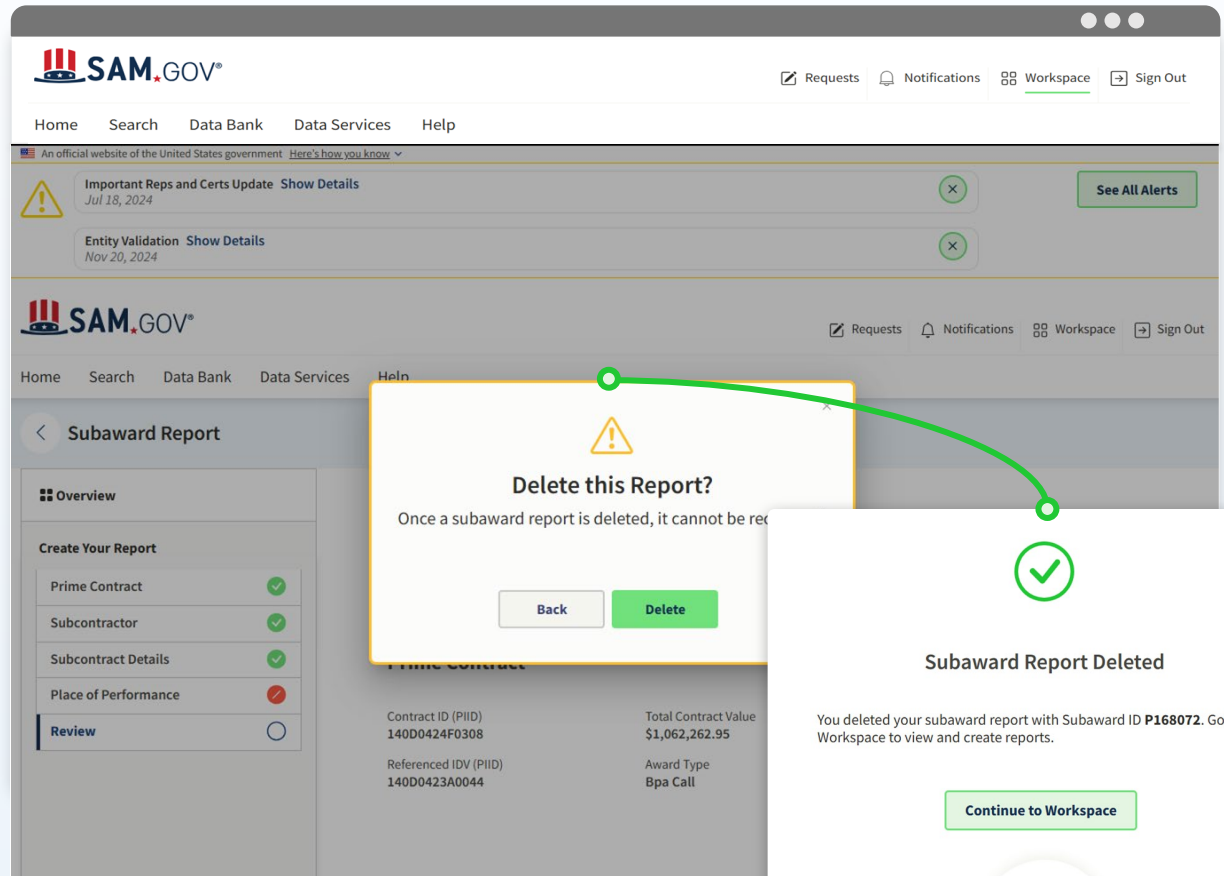 SAM.GOV®
Requests Notifications Workspace Sign Out
Home Search Data Bank Data Services Help
An official website of the United States government Here's how you know
Important Reps and Certs Update Show Details
Jul 18, 2024
See All Alerts
Entity Validation Show Details
Nov 20, 2024
SAM.GOV®
Requests Notifications Workspace Sign Out
Home Search Data Bank Data Services Help
Subaward Report
Overview
Create Your Report
Prime Contract
Subcontractor
Subcontract Details
Place of Performance
Review
Delete this Report?
Once a subaward report is deleted, it cannot be rec
Back Delete
Prime Contract
Contract ID (PIID) Total Contract Value
140D0424F0308 $1,062,262.95
Referenced IDV (PIID) Award Type
140D0423A0044 Bpa Call
Subaward Report Deleted
You deleted your subaward report with Subaward ID P168072. Go
Workspace to view and create reports.
Continue to Workspace